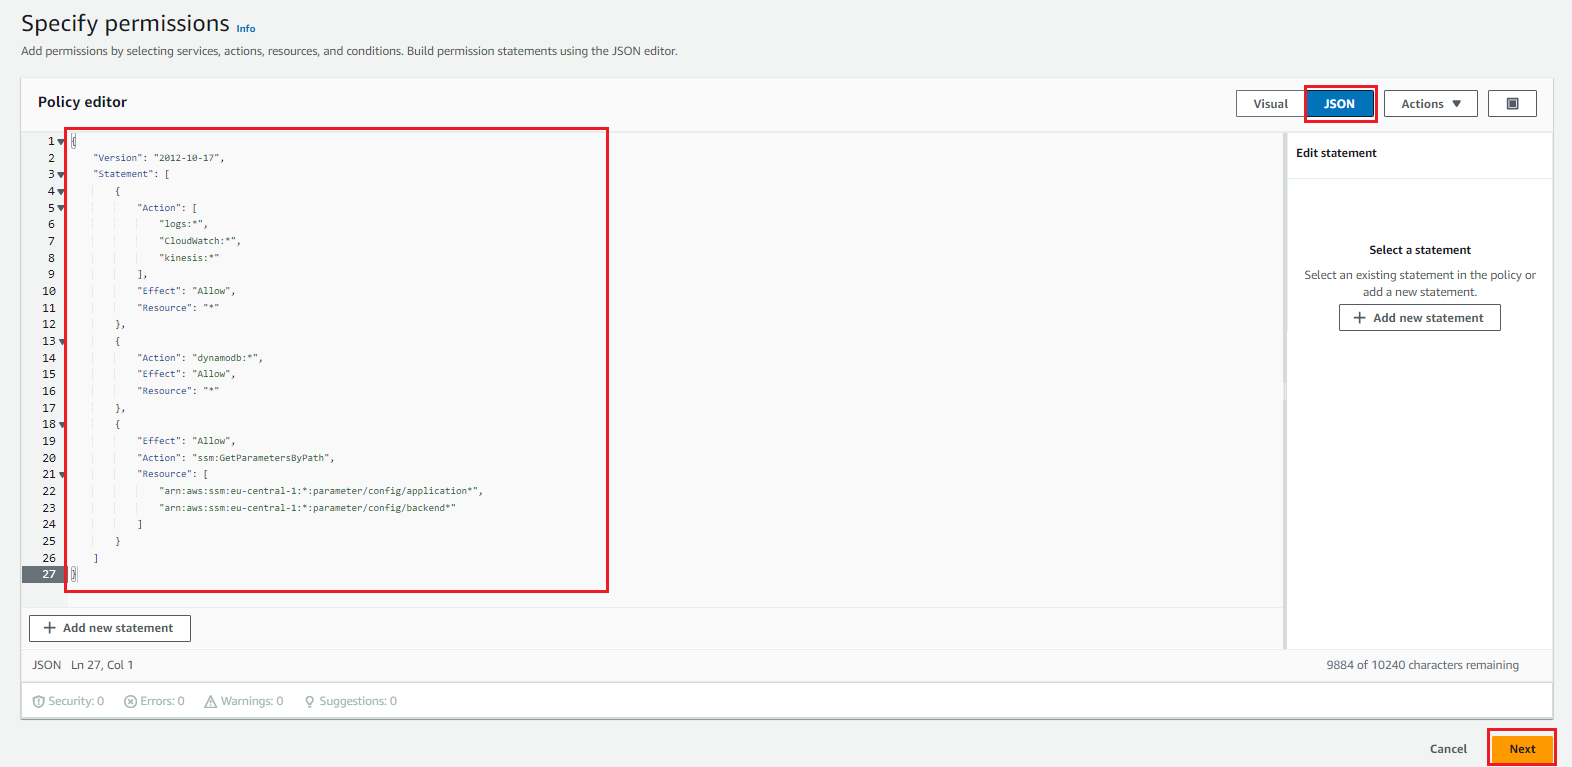 Specify permissions Info
Add permissions by selecting services, actions, resources, and conditions. Build permission statements using the JSON editor.
Policy editor
Visual
JSON
Actions
1 {
2 "Version": "2012-10-17",
3 "Statement": [
4 {
5 "Action": [
6 "logs:*",
7 "CloudWatch:*",
8 "kinesis:*"
9 ],
10 "Effect": "Allow",
11 "Resource": "*"
12 },
13 {
14 "Action": "dynamodb:*",
15 "Effect": "Allow",
16 "Resource": "*"
17 },
18 {
19 "Effect": "Allow",
20 "Action": "ssm:GetParametersByPath",
21 "Resource": [
22 "arn:aws:ssm:eu-central-1:*:parameter/config/application*",
23 "arn:aws:ssm:eu-central-1:*:parameter/config/backend*"
24 ]
25 }
26 ]
27 }
Edit statement
Select a statement
Select an existing statement in the policy or
add a new statement.
+ Add new statement
+ Add new statement
JSON Ln 27, Col 1
9884 of 10240 characters remaining
Security: 0
Errors: 0
Warnings: 0
Suggestions: 0
Cancel
Next